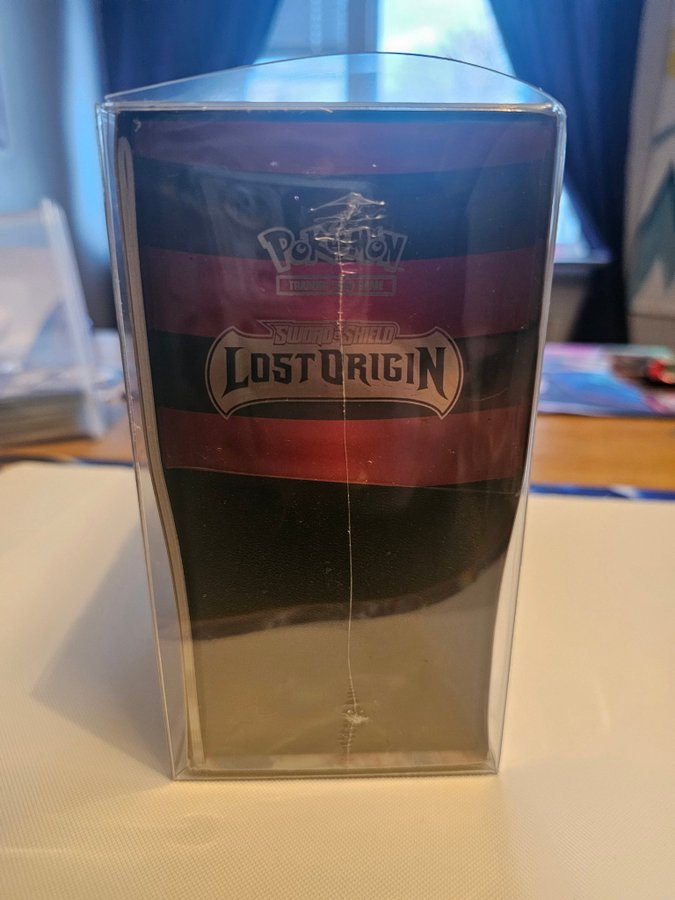 POKÉMON
TRADING CARD GAME
SWORD & SHIELD
LOST ORIGIN